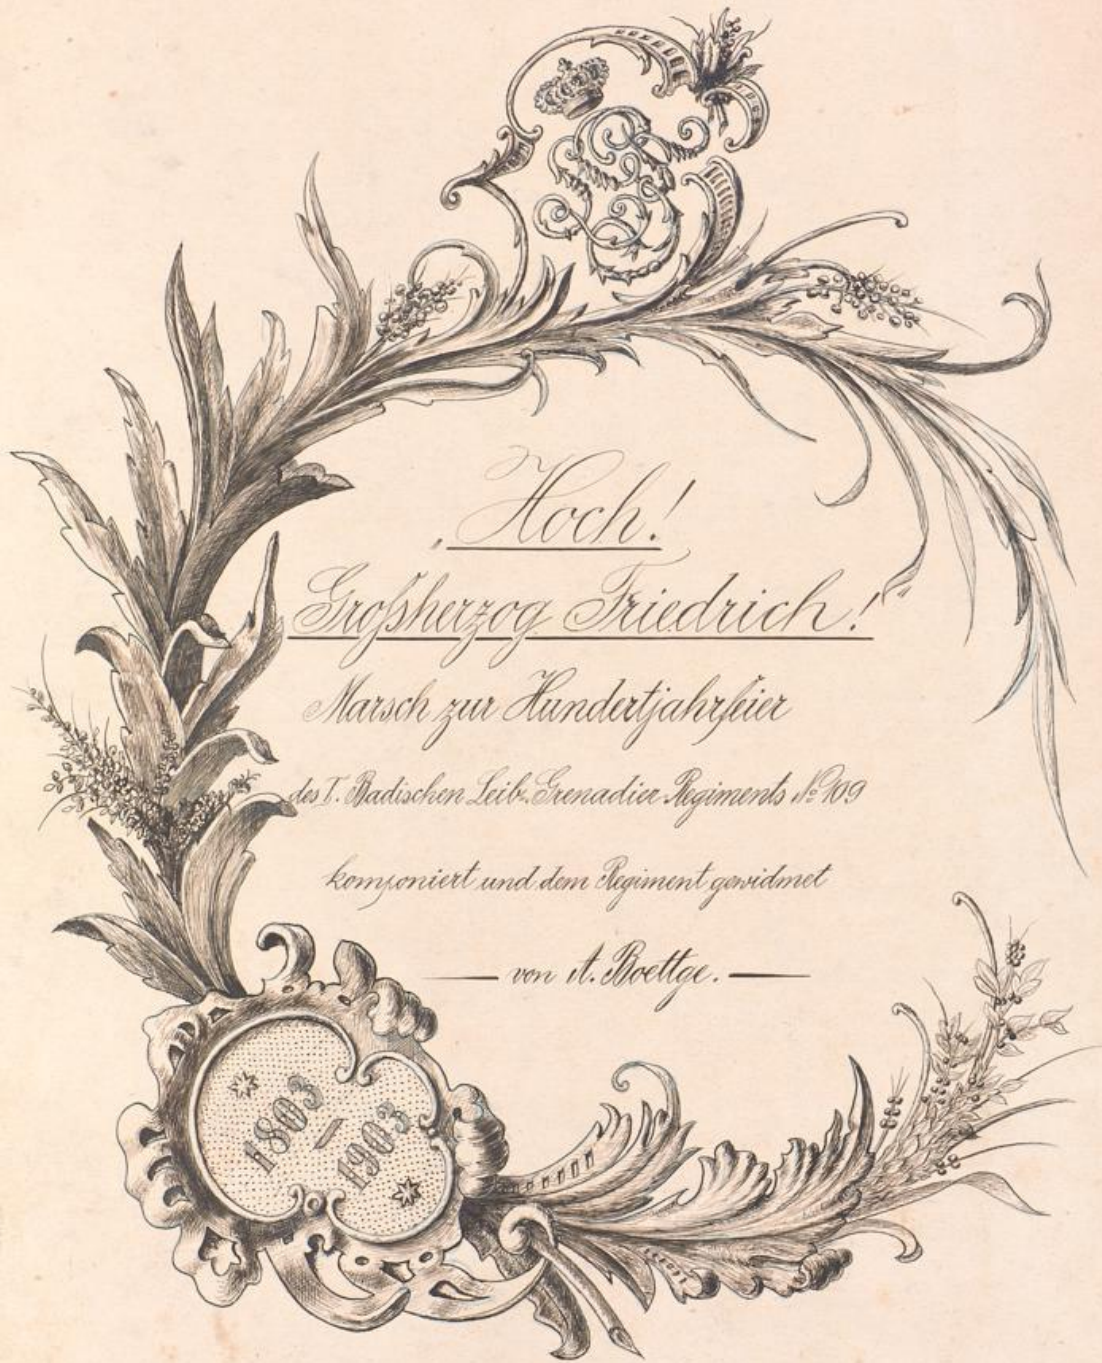 „Hoch!
Großherzog Friedrich!“
Marsch zur Hundertjahrfeier
des I. Badischen Leib-Grenadier-Regiments No 109
komponiert und dem Regiment gewidmet
— von A. Boettge. —
1803 /
1903